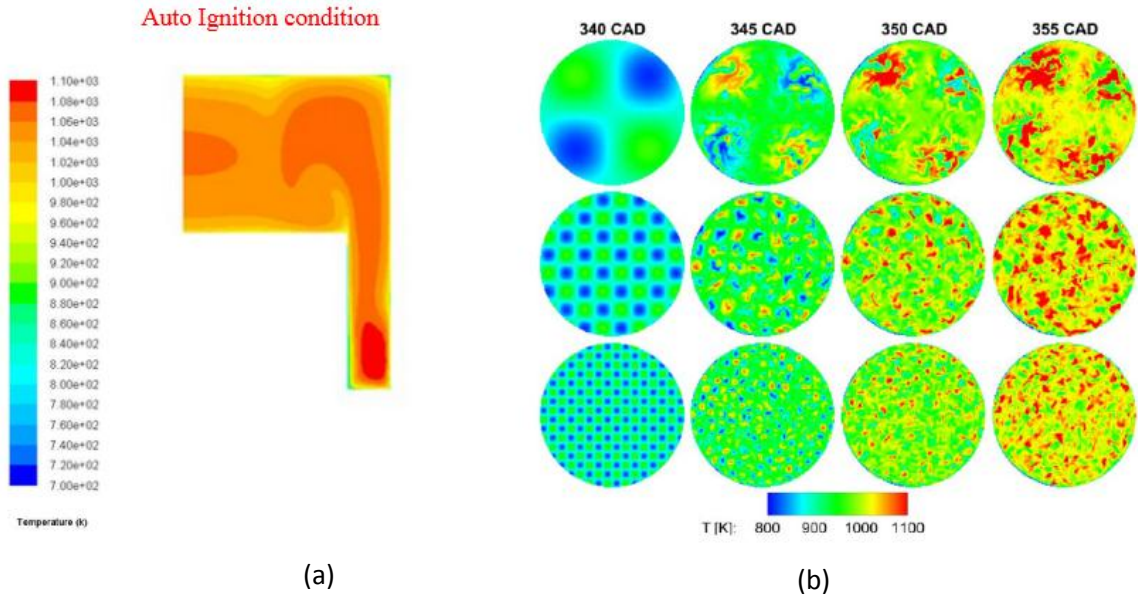 Auto Ignition condition
1.10e+03
1.08e+03
1.06e+03
1.04e+03
1.02e+03
1.00e+03
9.80e+02
9.60e+02
9.40e+02
9.20e+02
9.00e+02
8.80e+02
8.60e+02
8.40e+02
8.20e+02
8.00e+02
7.80e+02
7.60e+02
7.40e+02
7.20e+02
7.00e+02
Temperature (k)
(a)
340 CAD 345 CAD 350 CAD 355 CAD
T [K]: 800 900 1000 1100
(b)